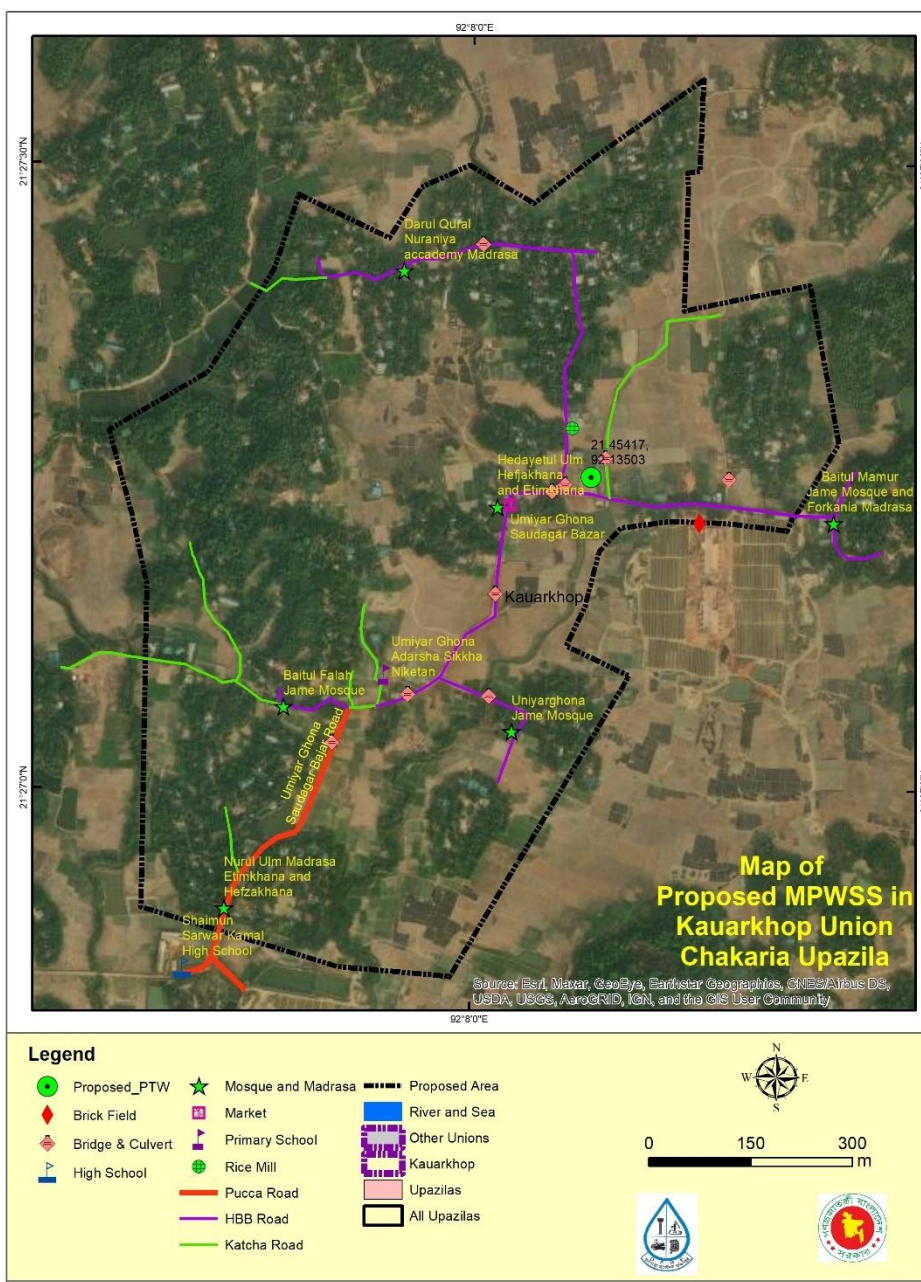 92°8'0"E
21°27'30"N
Darul Qural
Nuraniya
accademy Madrasa
21.45417,
92.13503
Hedayetul Ulm
Hefjakhana
and Etimkhana
Baitul Mamur
Jame Mosque and
Forkania Madrasa
Umiyar Ghona
Saudagar Bazar
Kauarkhop
Umiyar Ghona
Adarsha Sikkha
Niketan
Baitul Falah
Jame Mosque
Uniyarghona
Jame Mosque
Umiyar Ghona
Saudagar Bajar Road
21°27'0"N
Nurul Ulm Madrasa
Etimkhana and
Hefzakhana
Shaimun
Sarwar Kamal
High School
Map of
Proposed MPWSS in
Kauarkhop Union
Chakaria Upazila
Source: Esri, Maxar, GeoEye, Earthstar Geographics, CNES/Airbus DS,
USDA, USGS, AeroGRID, IGN, and the GIS User Community
92°8'0"E
Legend
Proposed_PTW
Brick Field
Bridge & Culvert
High School
Mosque and Madrasa
Market
Primary School
Rice Mill
Pucca Road
HBB Road
Katcha Road
Proposed Area
River and Sea
Other Unions
Kauarkhop
Upazilas
All Upazilas
N
W E
S
0 150 300
m
গণপ্রজাতন্ত্রী বাংলাদেশ
সরকার